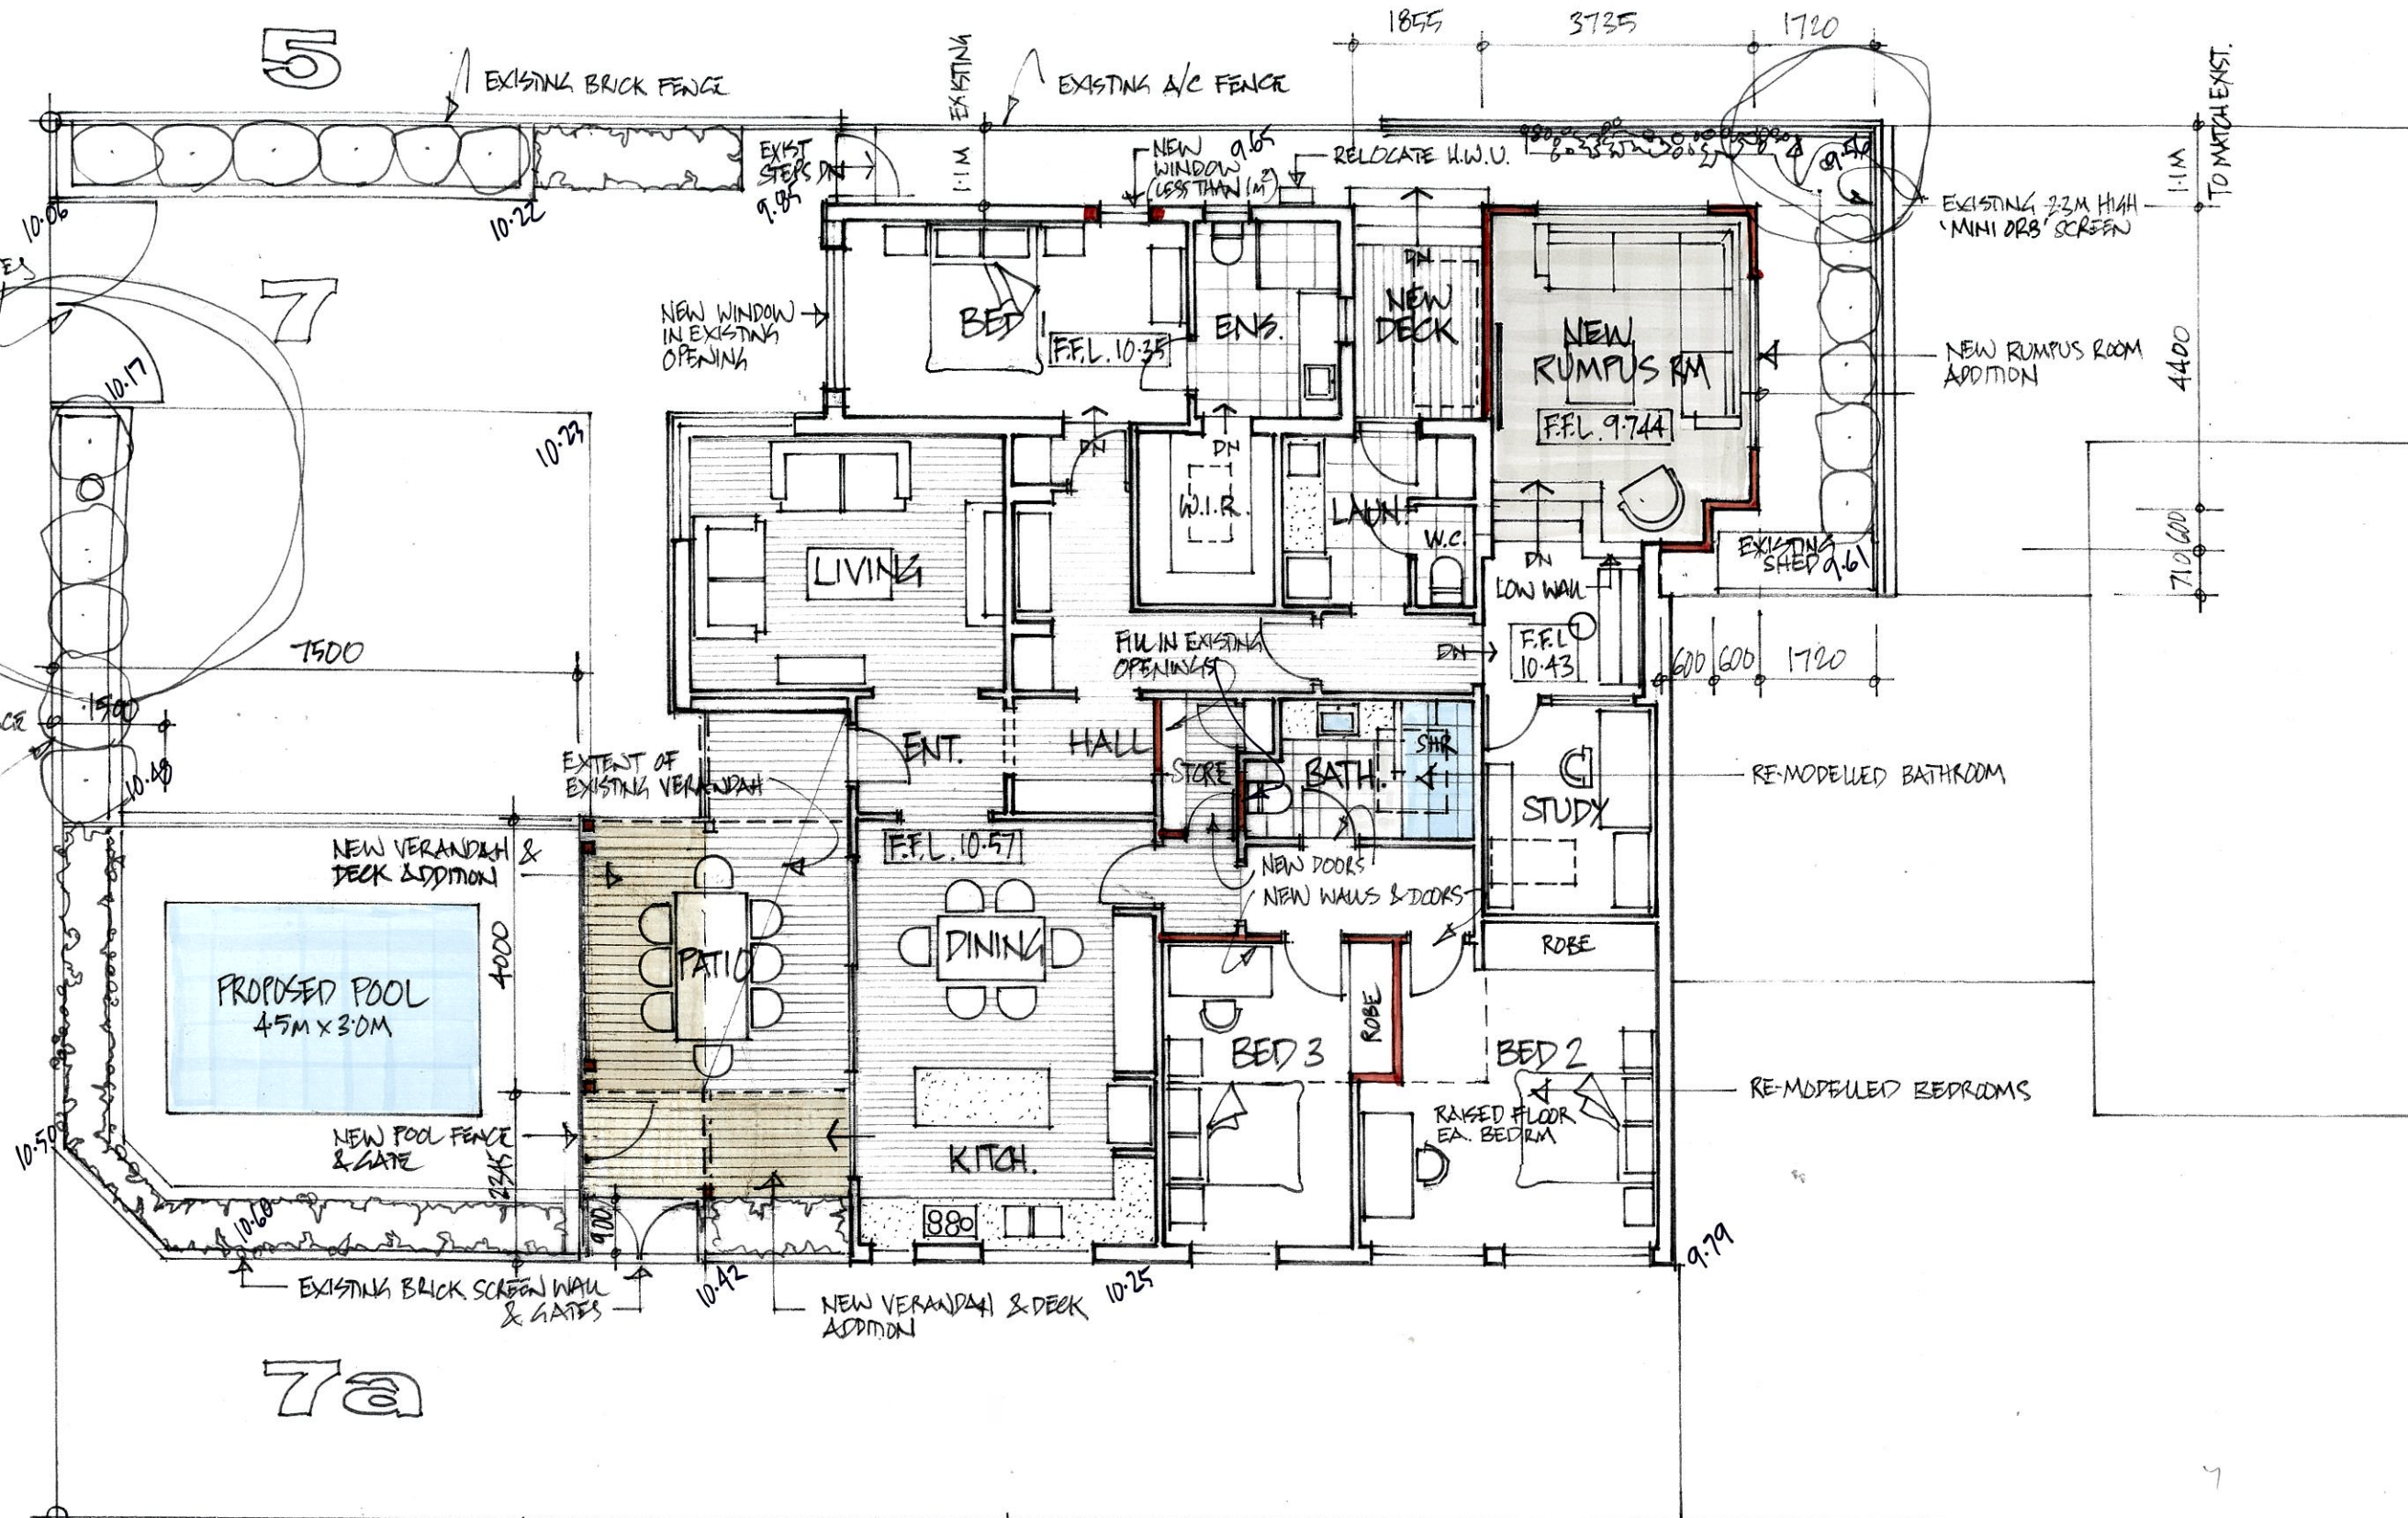 1855
3735
1720
5
EXISTING BRICK FENCE
EXISTING
EXISTING A/C FENCE
TO MATCH EXIST.
1.1M
EXIST
STEPS DN
9.85
1.1M
NEW 9.65
WINDOW
(LESS THAN 1M²)
RELOCATE H.W.U.
9.56
10.06
10.22
EXISTING 2.3M HIGH
'MINI ORB' SCREEN
7
NEW WINDOW
IN EXISTING
OPENING
BED
F.F.L. 10.35
ENS.
DN
NEW
DECK
NEW
RUMPUS RM
F.F.L. 9.744
NEW RUMPUS ROOM
ADDITION
4400
10.17
10.23
DN
DN
W.I.R.
LAUN.
W.C.
LIVING
DN
LOW WALL
EXISTING
SHED 9.61
600
710
7500
FILL IN EXISTING
OPENINGS
DN
F.F.L
10.43
600
600
1720
1500
10.48
EXTENT OF
EXISTING VERANDAH
ENT.
HALL
STORE
BATH.
SHR
STUDY
RE-MODELLED BATHROOM
NEW VERANDAH &
DECK ADDITION
F.F.L. 10.57
NEW DOORS
NEW WALLS & DOORS
4000
PROPOSED POOL
4.5M X 3.0M
PATIO
DINING
ROBE
ROBE
BED 3
BED 2
RAISED FLOOR
EA. BEDRM
RE-MODELLED BEDROOMS
10.59
NEW POOL FENCE
& GATE
2345
KITCH.
10.60
900
EXISTING BRICK SCREEN WALL
& GATES
10.42
NEW VERANDAH & DECK
ADDITION
10.25
9.79
7a